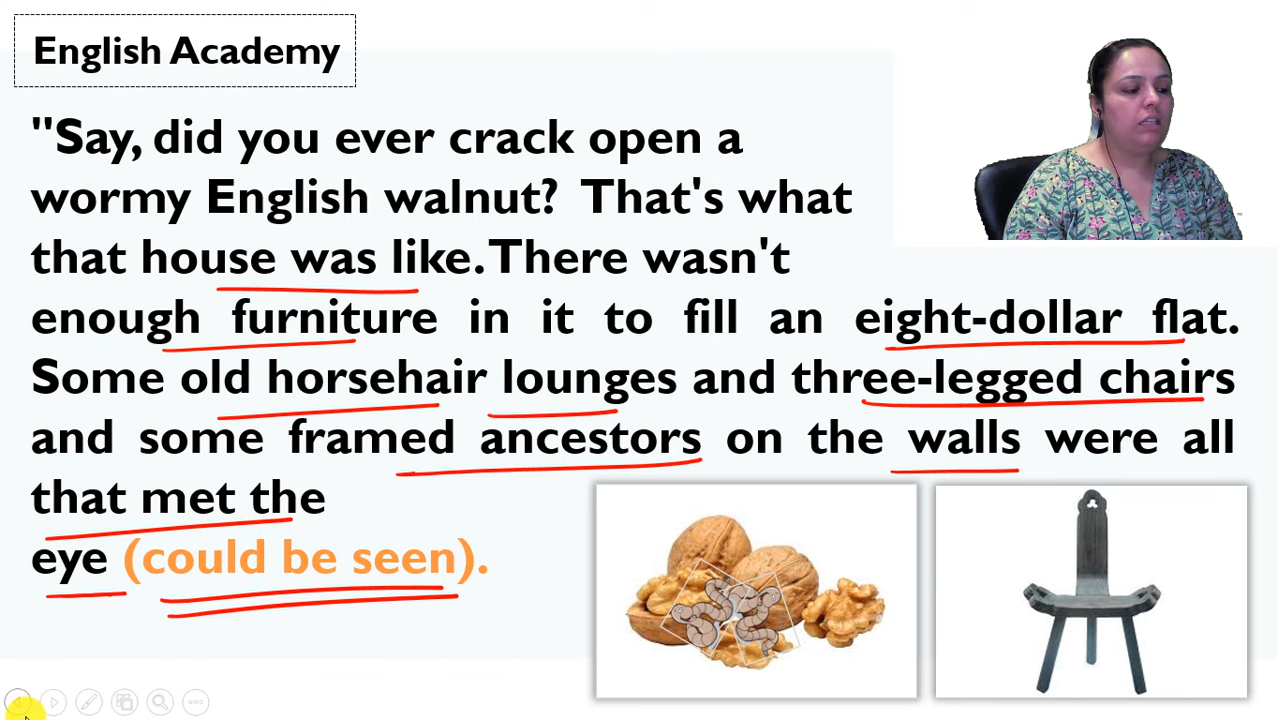 English Academy
"Say, did you ever crack open a
wormy English walnut? That's what
that house was like. There wasn't
enough furniture in it to fill an eight-dollar flat.
Some old horsehair lounges and three-legged chairs
and some framed ancestors on the walls were all
that met the
eye (could be seen).